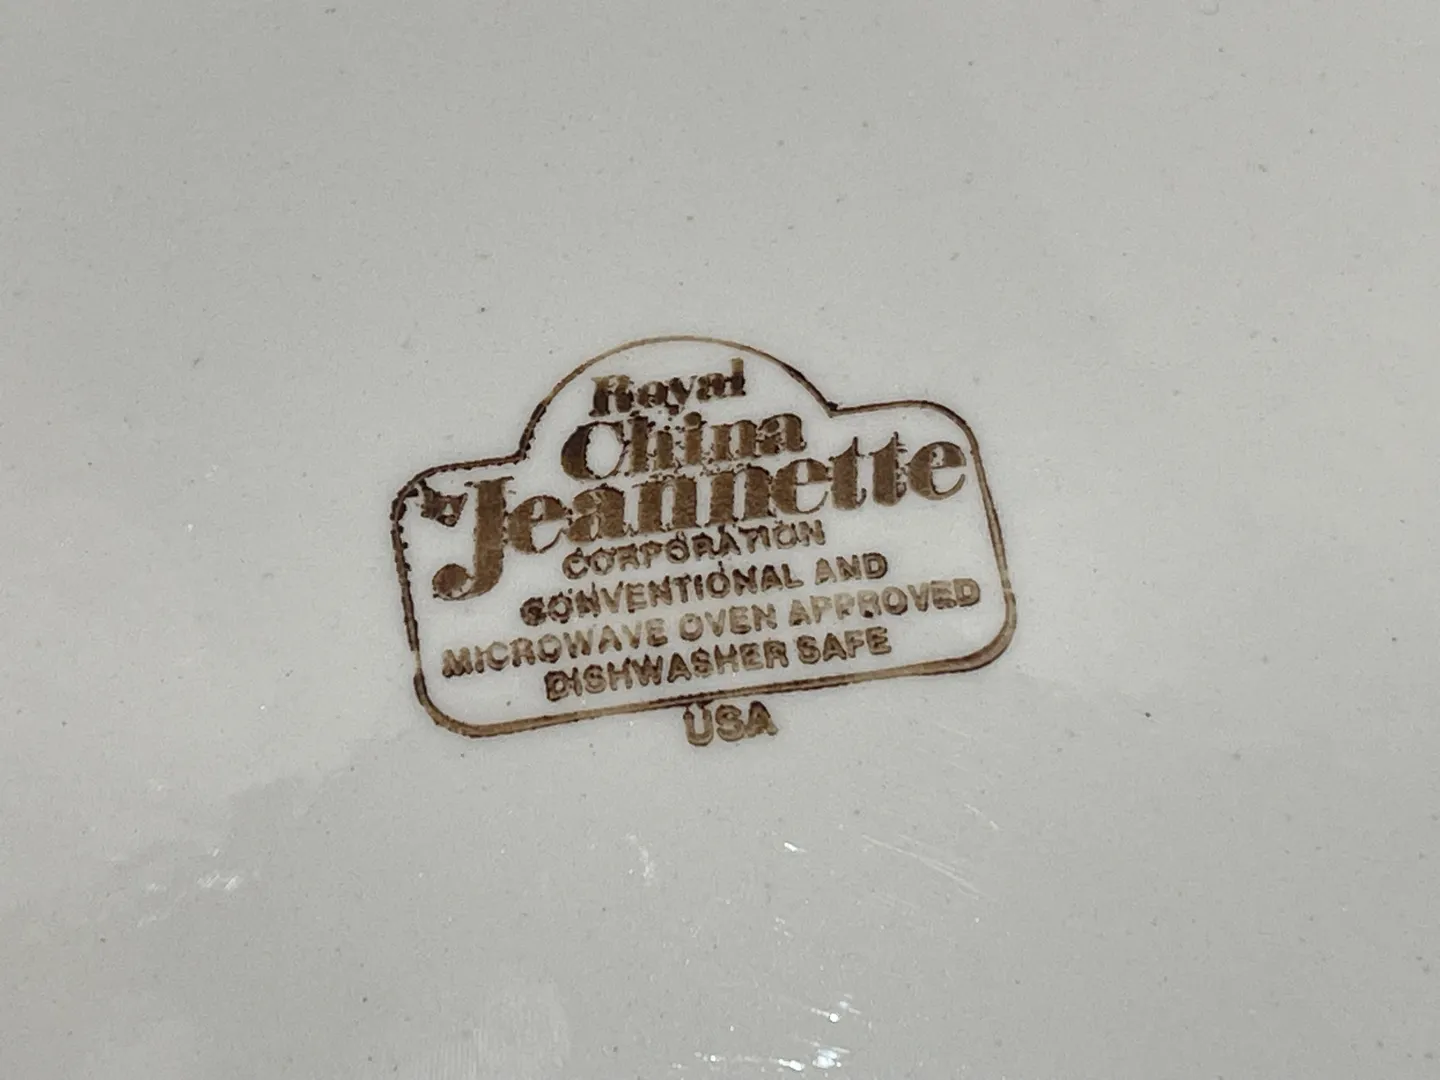 Royal
China
by Jeannette
CORPORATION
CONVENTIONAL AND
MICROWAVE OVEN APPROVED
DISHWASHER SAFE
USA